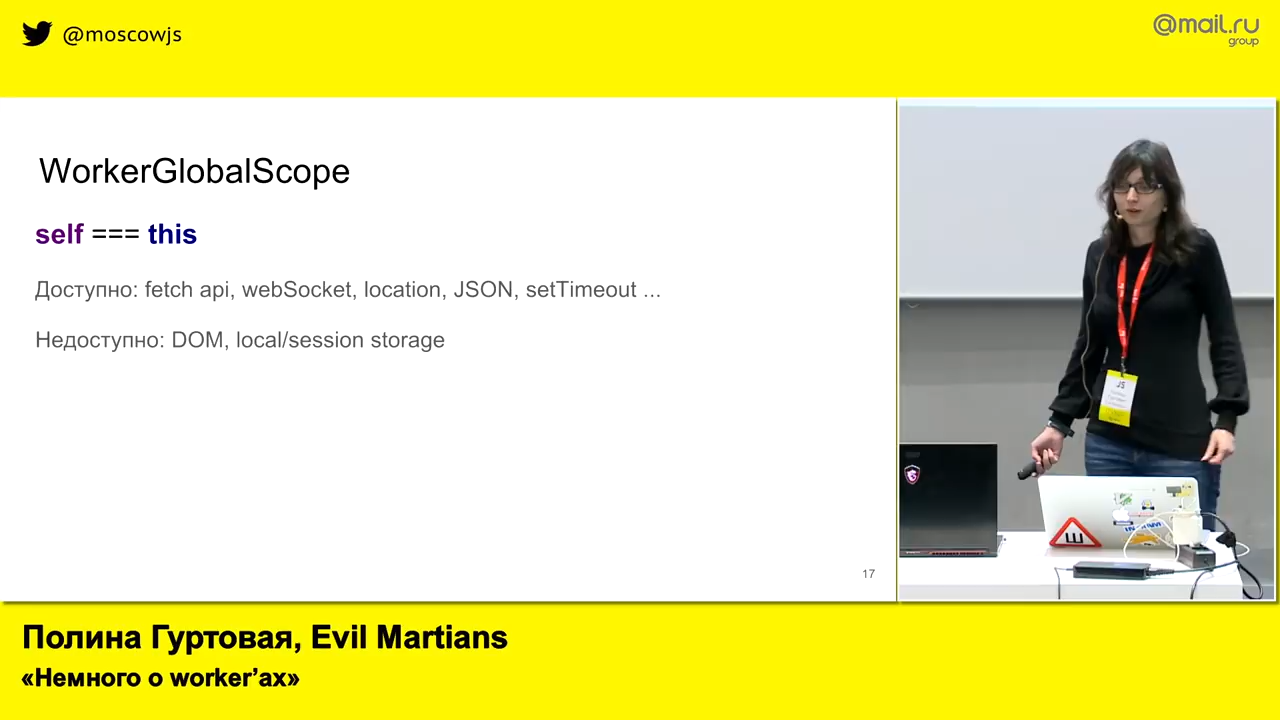 @moscowjs
@mail.ru
group
WorkerGlobalScope
self === this
Доступно: fetch api, webSocket, location, JSON, setTimeout ...
Недоступно: DOM, local/session storage
17
JS
Ш
Полина Гуртовая, Evil Martians
«Немного о worker’ах»